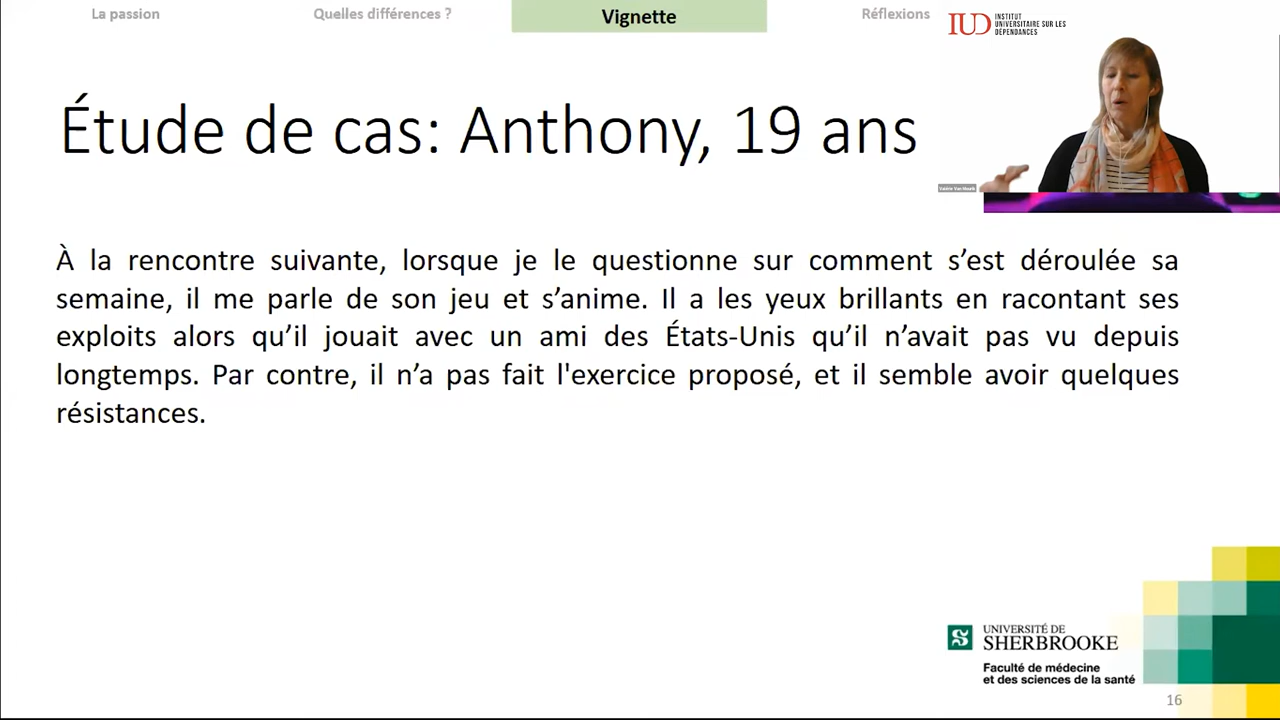 La passion
Quelles différences ?
Vignette
Réflexions
IUD INSTITUT
UNIVERSITAIRE SUR LES
DÉPENDANCES
Étude de cas: Anthony, 19 ans
À la rencontre suivante, lorsque je le questionne sur comment s’est déroulée sa
semaine, il me parle de son jeu et s’anime. Il a les yeux brillants en racontant ses
exploits alors qu’il jouait avec un ami des États-Unis qu’il n’avait pas vu depuis
longtemps. Par contre, il n’a pas fait l'exercice proposé, et il semble avoir quelques
résistances.
UNIVERSITÉ DE
SHERBROOKE
Faculté de médecine
et des sciences de la santé
16